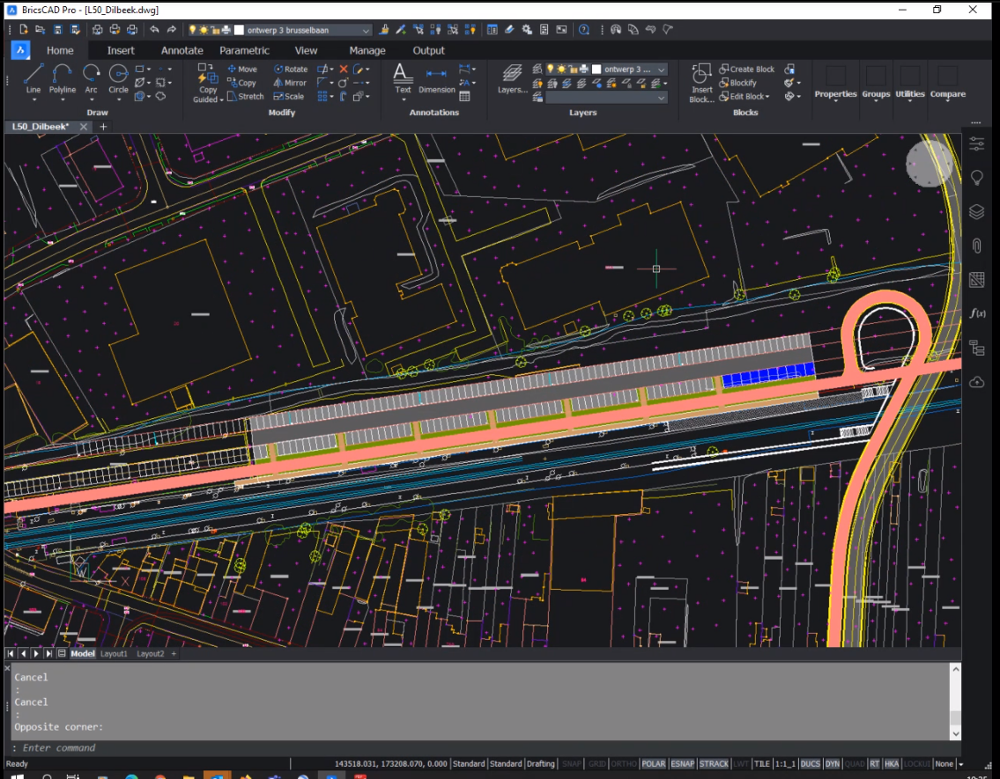 BricsCAD Pro - [L50_Dilbeek.dwg]
ontwerp 3 brusselbaan
Home Insert Annotate Parametric View Manage Output
Line Polyline Arc Circle
Draw
Copy Guided
Move Copy Stretch
Rotate Mirror Scale
Modify
Text Dimension
Annotations
Layers...
ontwerp 3 ...
Layers
Insert Block...
Create Block
Blockify
Edit Block
Blocks
Properties Groups Utilities Compare
L50_Dilbeek*
f(x)
W
X
Model Layout1 Layout2 +
Cancel
:
Cancel
:
Opposite corner:
: Enter command
Ready
143518.031, 173208.070, 0.000 Standard Standard Drafting SNAP GRID ORTHO POLAR ESNAP STRACK LWT TILE 1:1_1 DUCS DYN QUAD RT HKA LOCKUI None